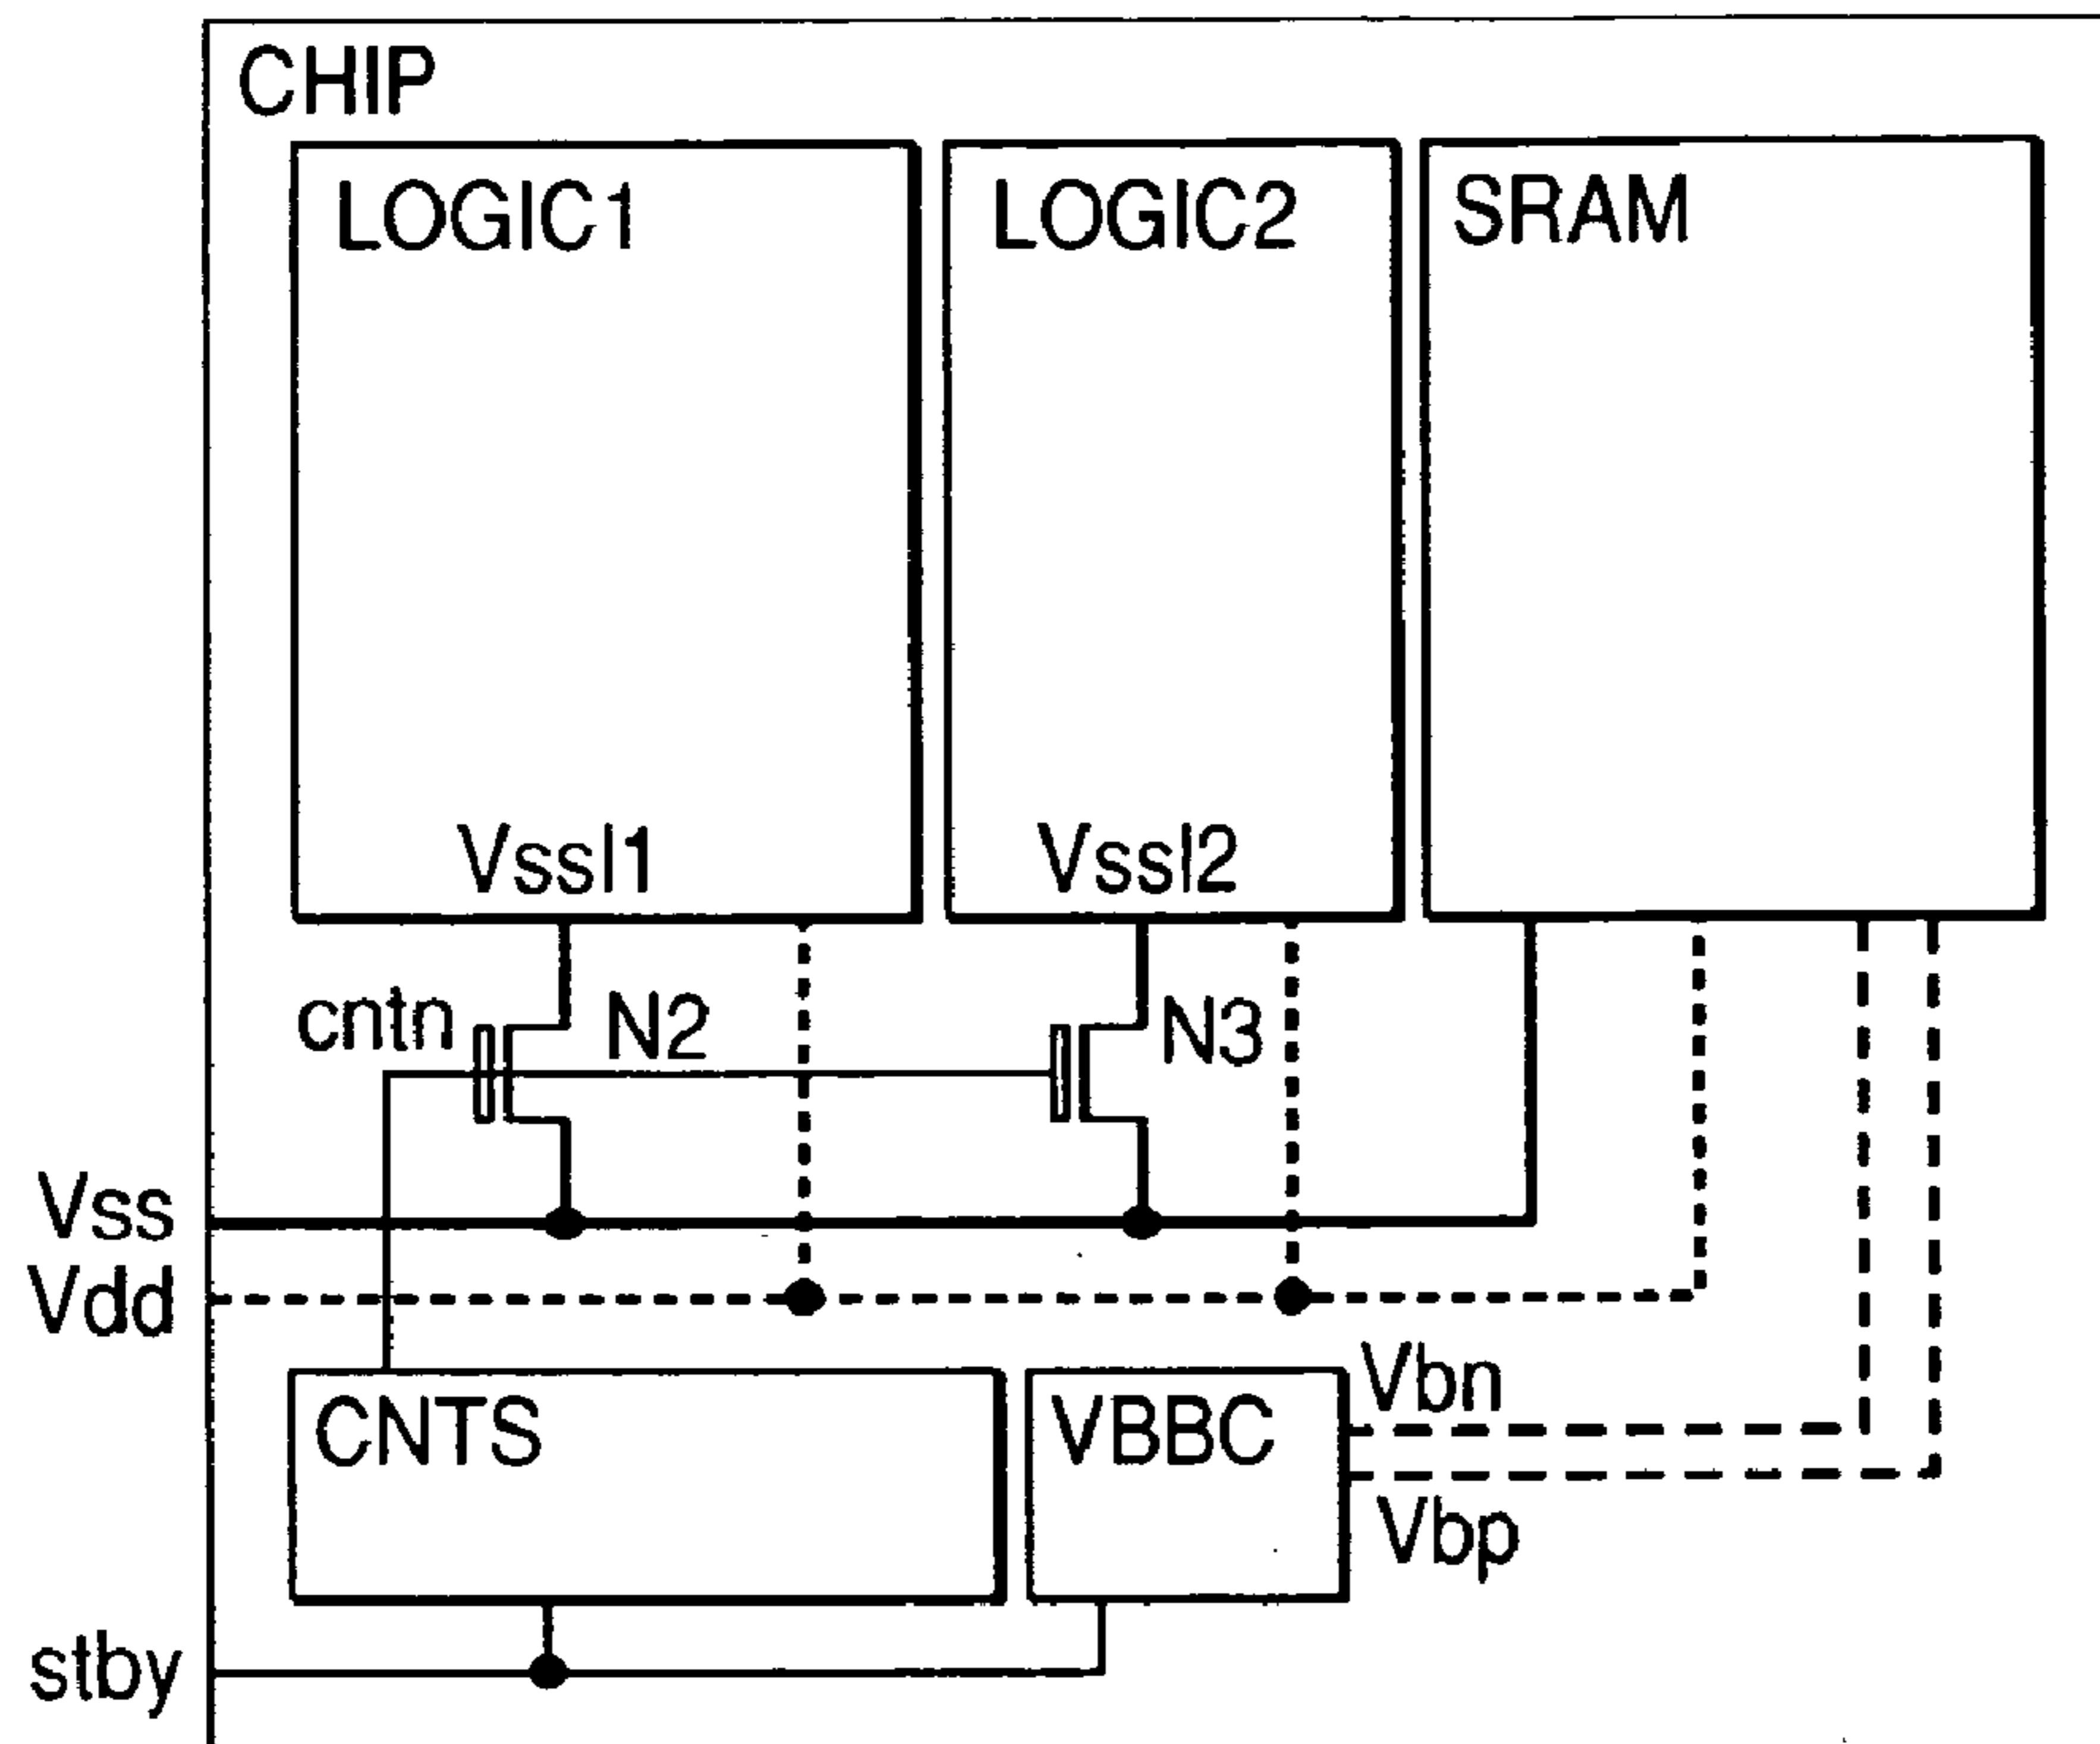 CHIP
LOGIC1
LOGIC2
SRAM
Vssl1
Vssl2
cntn
N2
N3
Vss
Vdd
CNTS
VBBC
Vbn
Vbp
stby